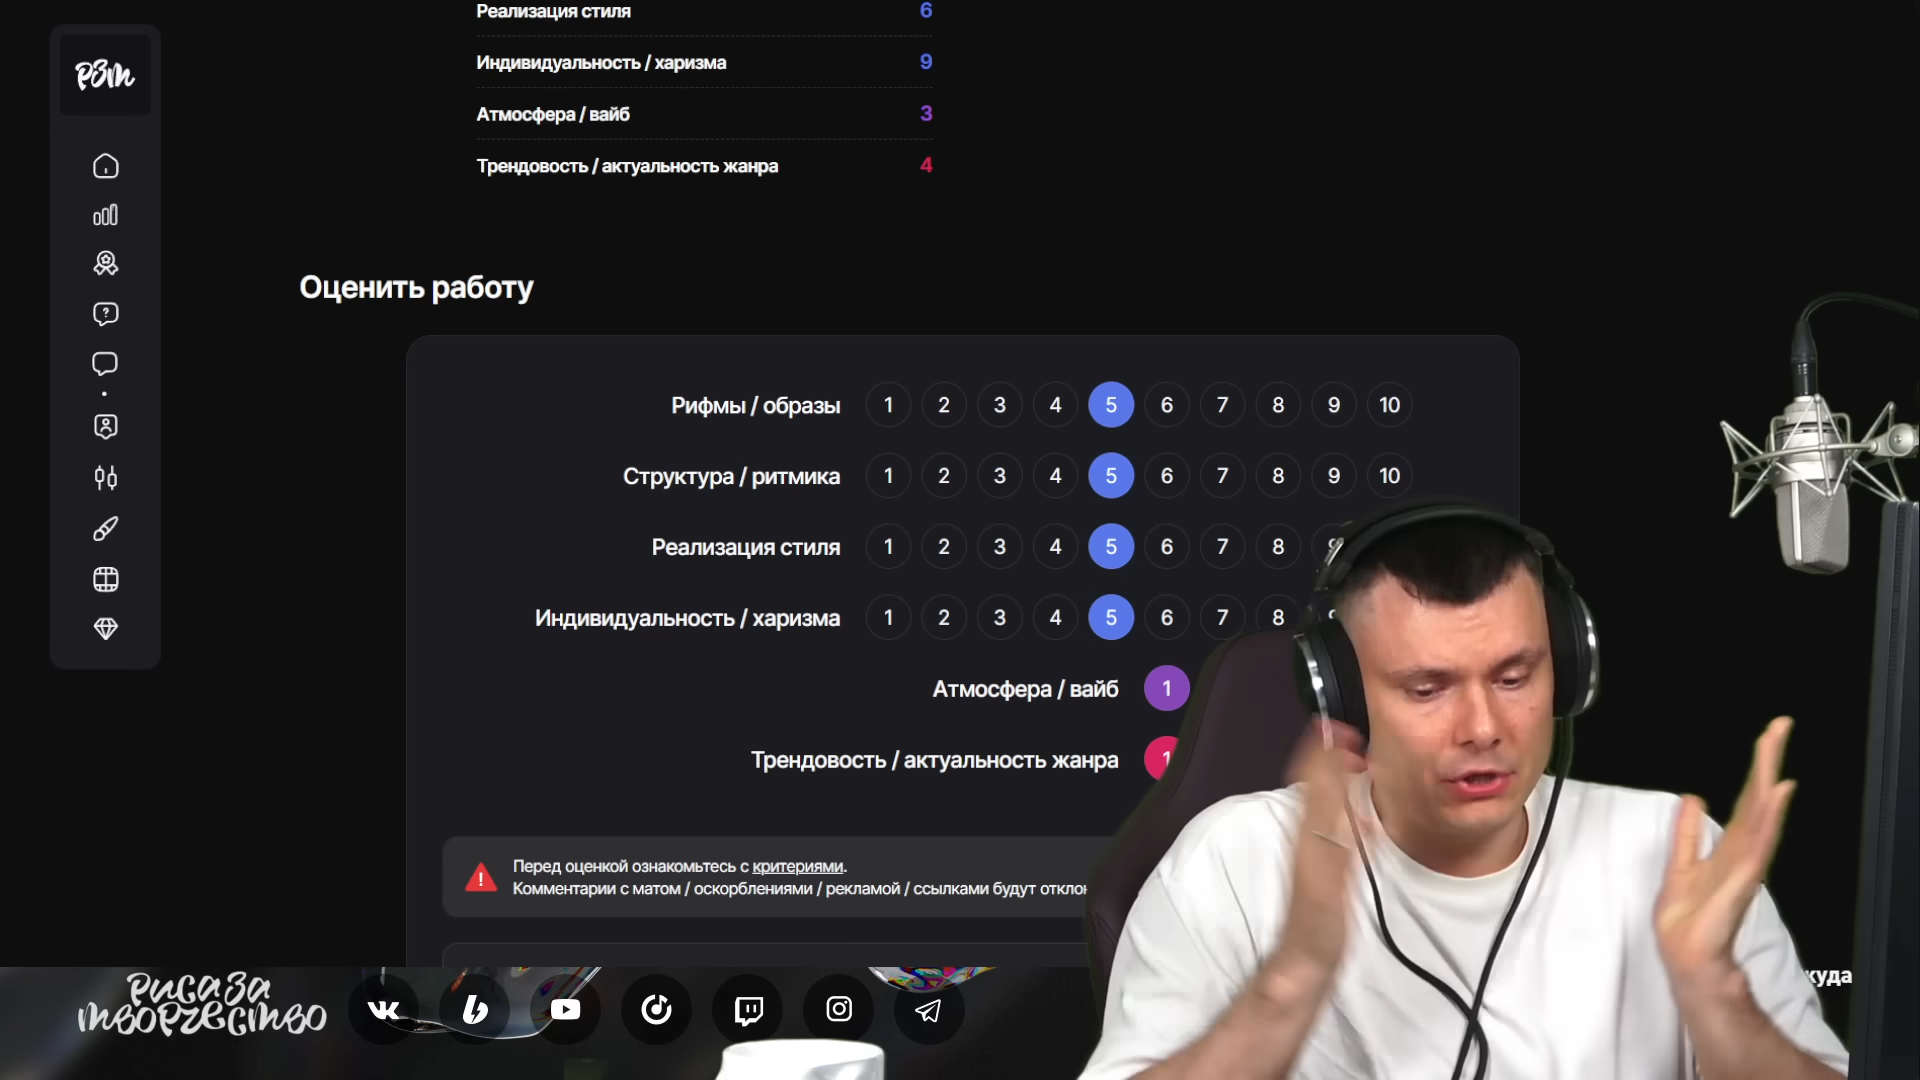 Реализация стиля 6
РЗТ
Индивидуальность / харизма 9
Атмосфера / вайб 3
Трендовость / актуальность жанра 4
Оценить работу
Рифмы / образы 1 2 3 4 5 6 7 8 9 10
Структура / ритмика 1 2 3 4 5 6 7 8 9 10
Реализация стиля 1 2 3 4 5 6 7 8
Индивидуальность / харизма 1 2 3 4 5 6 7 8
Атмосфера / вайб 1
Трендовость / актуальность жанра 1
Перед оценкой ознакомьтесь с критериями.
Комментарии с матом / оскорблениями / рекламой / ссылками будут
куда
РИСАЗА
ТВОРЧЕСТВО